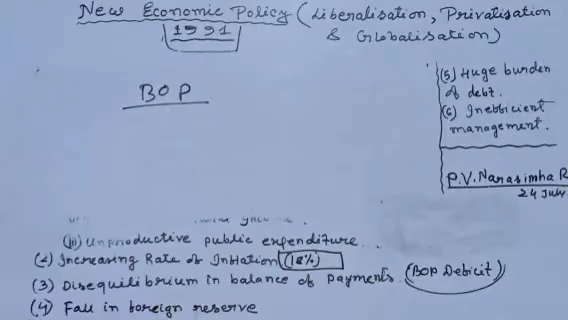 New Economic Policy (Liberalisation, Privatisation
1991
& Globalisation)
BOP
(5) Huge burden
of debt.
(6) Inefficient
management.
P.V. Narasimha R
24 July
(iii) Unproductive public expenditure
(2) Increasing Rate of Inflation (18%)
(3) Disequilibrium in balance of payments (BOP Deficit)
(4) Fall in foreign reserve